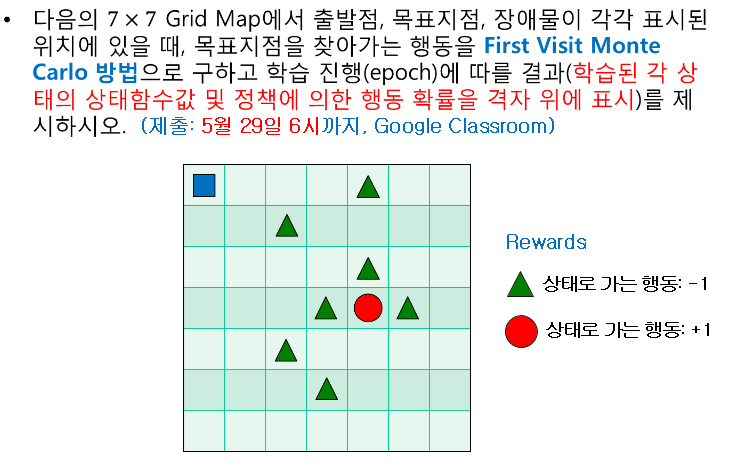 • 다음의 7 × 7 Grid Map에서 출발점, 목표지점, 장애물이 각각 표시된
위치에 있을 때, 목표지점을 찾아가는 행동을 First Visit Monte
Carlo 방법으로 구하고 학습 진행(epoch)에 따를 결과(학습된 각 상
태의 상태함수값 및 정책에 의한 행동 확률을 격자 위에 표시)를 제
시하시오. (제출: 5월 29일 6시까지, Google Classroom)
Rewards
상태로 가는 행동: -1
상태로 가는 행동: +1